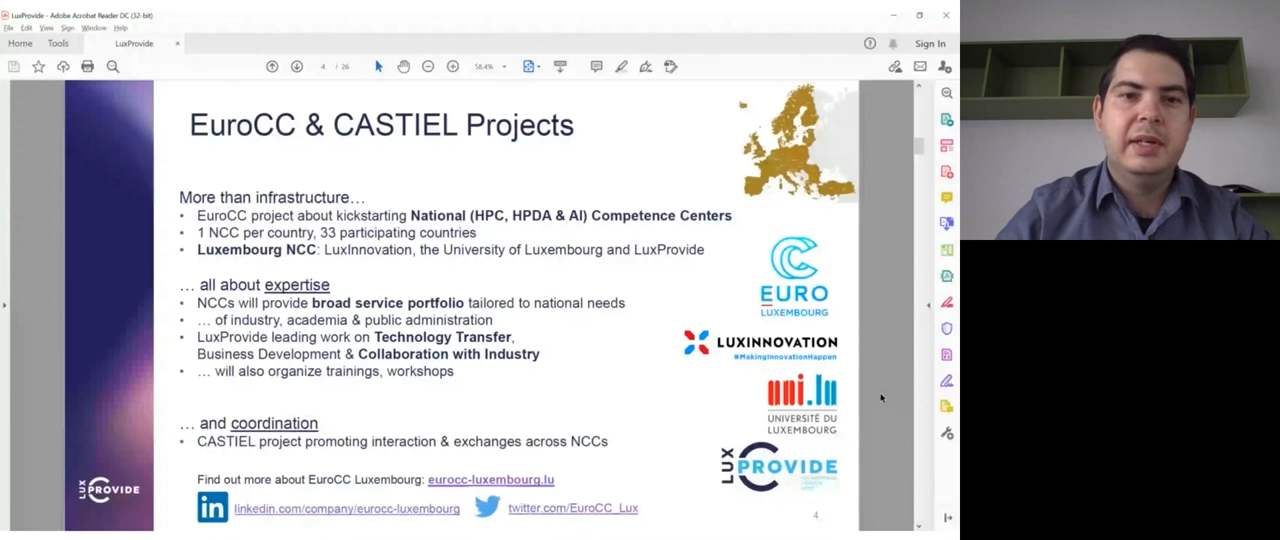 LuxProvide - Adobe Acrobat Reader DC (32-bit)
File Edit View Sign Window Help
Home Tools LuxProvide × Sign In
4 / 26 58.4%
EuroCC & CASTIEL Projects
More than infrastructure…
• EuroCC project about kickstarting National (HPC, HPDA & AI) Competence Centers
• 1 NCC per country, 33 participating countries
• Luxembourg NCC: LuxInnovation, the University of Luxembourg and LuxProvide
… all about expertise
• NCCs will provide broad service portfolio tailored to national needs
• … of industry, academia & public administration
• LuxProvide leading work on Technology Transfer,
Business Development & Collaboration with Industry
• … will also organize trainings, workshops
… and coordination
• CASTIEL project promoting interaction & exchanges across NCCs
Find out more about EuroCC Luxembourg: eurocc-luxembourg.lu
in linkedin.com/company/eurocc-luxembourg twitter.com/EuroCC_Lux
EURO
LUXEMBOURG
LUXINNOVATION
#MakingInnovationHappen
uni.lu
UNIVERSITÉ DU
LUXEMBOURG
LUX PROVIDE
LUX PROVIDE
4